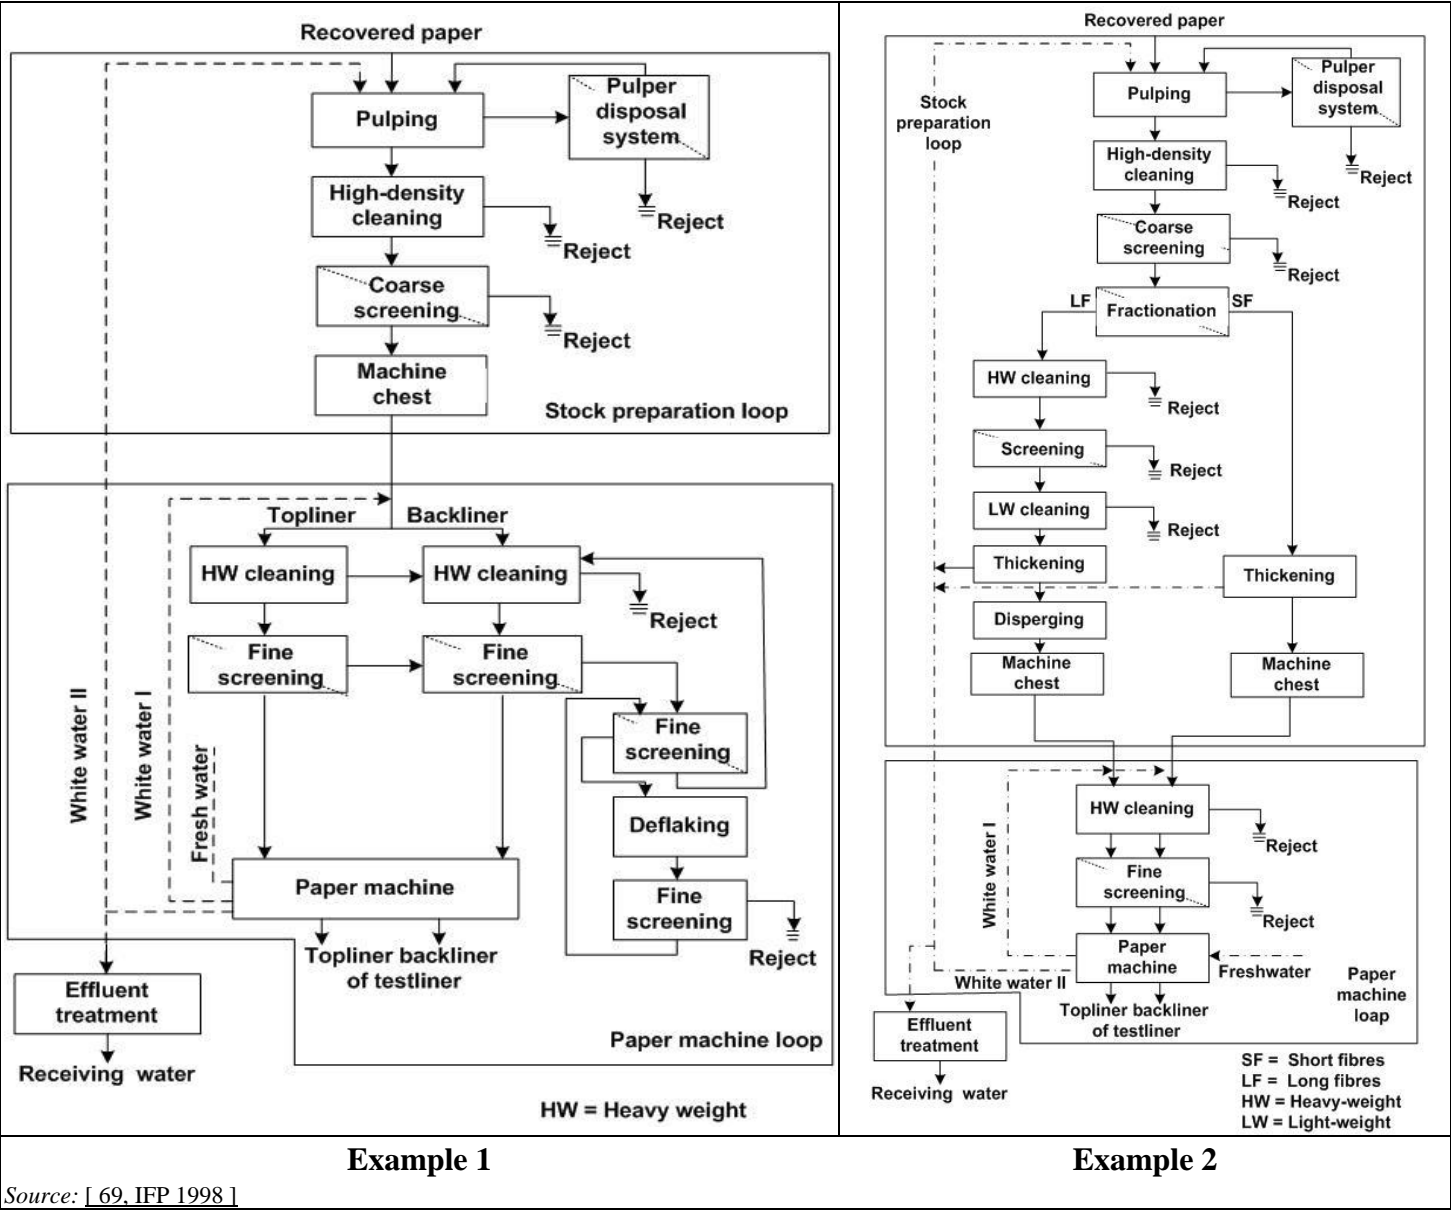 Recovered paper
Pulping
Pulper
disposal
system
Reject
High-density
cleaning
Reject
Coarse
screening
Reject
Machine
chest
Stock preparation loop
Topliner
Backliner
HW cleaning
HW cleaning
Reject
Fine
screening
Fine
screening
Fine
screening
White water II
White water I
Fresh water
Deflaking
Paper machine
Fine
screening
Reject
Topliner backliner
of testliner
Effluent
treatment
Receiving water
Paper machine loop
HW = Heavy weight
Recovered paper
Stock
preparation
loop
Pulping
Pulper
disposal
system
Reject
High-density
cleaning
Reject
Coarse
screening
Reject
LF
Fractionation
SF
HW cleaning
Reject
Screening
Reject
LW cleaning
Reject
Thickening
Thickening
Disperging
Machine
chest
Machine
chest
White water I
HW cleaning
Reject
Fine
screening
Reject
Paper
machine
Freshwater
White water II
Topliner backliner
of testliner
Paper
machine
loap
Effluent
treatment
Receiving water
SF = Short fibres
LF = Long fibres
HW = Heavy-weight
LW = Light-weight
Example 1
Example 2
Source: [ 69, IFP 1998 ]